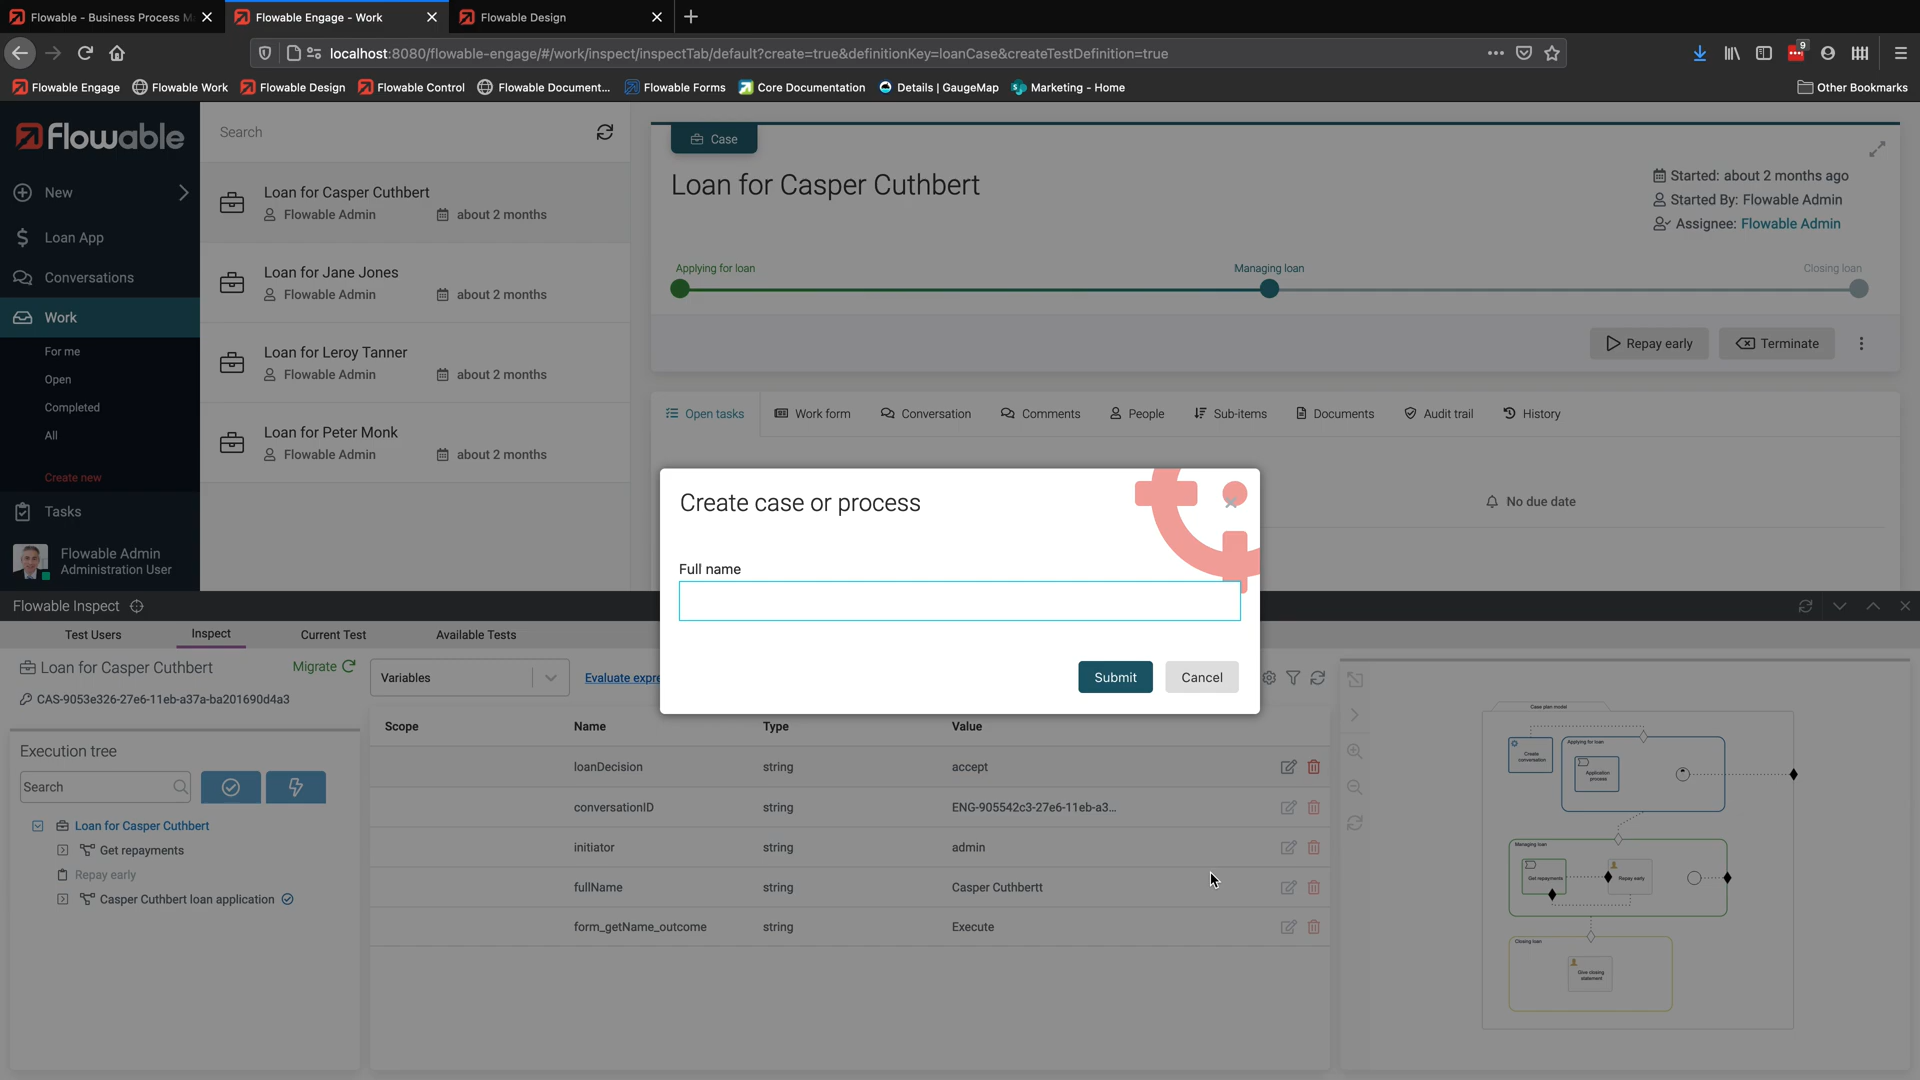 Flowable - Business Process M
Flowable Engage - Work
Flowable Design
localhost:8080/flowable-engage/#/work/inspect/inspectTab/default?create=true&definitionKey=loanCase&createTestDefinition=true
9
Flowable Engage
Flowable Work
Flowable Design
Flowable Control
Flowable Document...
Flowable Forms
Core Documentation
Details | GaugeMap
Marketing - Home
Other Bookmarks
Flowable
New
Loan App
Conversations
Work
For me
Open
Completed
All
Create new
Tasks
Flowable Admin
Administration User
Search
Loan for Casper Cuthbert
Flowable Admin about 2 months
Loan for Jane Jones
Flowable Admin about 2 months
Loan for Leroy Tanner
Flowable Admin about 2 months
Loan for Peter Monk
Flowable Admin about 2 months
Case
Loan for Casper Cuthbert
Started: about 2 months ago
Started By: Flowable Admin
Assignee: Flowable Admin
Applying for loan
Managing loan
Closing loan
Repay early
Terminate
Open tasks
Work form
Conversation
Comments
People
Sub-items
Documents
Audit trail
History
No due date
Create case or process
Full name
Submit
Cancel
Flowable Inspect
Test Users
Inspect
Current Test
Available Tests
Loan for Casper Cuthbert
Migrate
CAS-9053e326-27e6-11eb-a37a-ba201690d4a3
Execution tree
Search
Loan for Casper Cuthbert
Get repayments
Repay early
Casper Cuthbert loan application
Variables
Evaluate expre
Scope Name Type Value
loanDecision string accept
conversationID string ENG-905542c3-27e6-11eb-a3...
initiator string admin
fullName string Casper Cuthbertt
form_getName_outcome string Execute
Case plan model
Create
conversation
Applying for loan
Application
process
Managing loan
Get repayments
Repay early
Closing loan
Give closing
statement